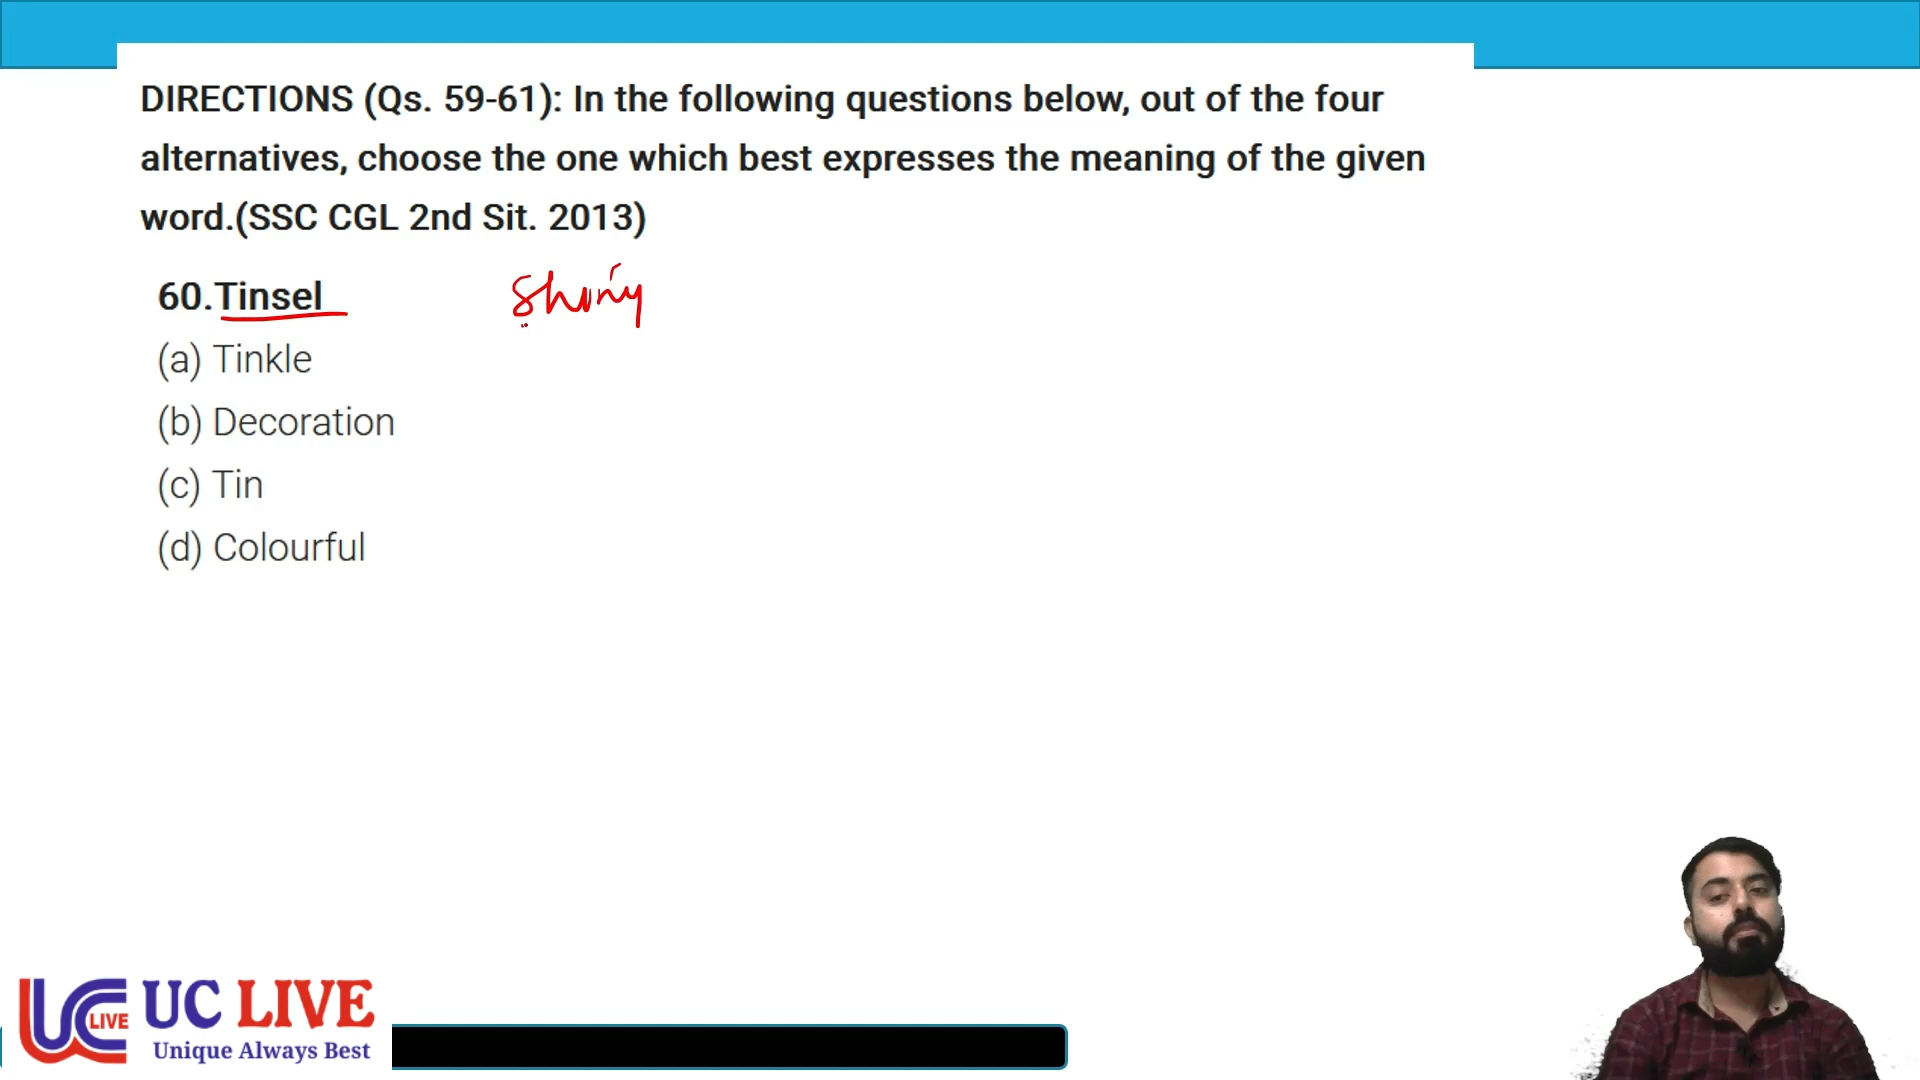 DIRECTIONS (Qs. 59-61): In the following questions below, out of the four
alternatives, choose the one which best expresses the meaning of the given
word.(SSC CGL 2nd Sit. 2013)
60.Tinsel
Shiny
(a) Tinkle
(b) Decoration
(c) Tin
(d) Colourful
LIVE
UC LIVE
Unique Always Best